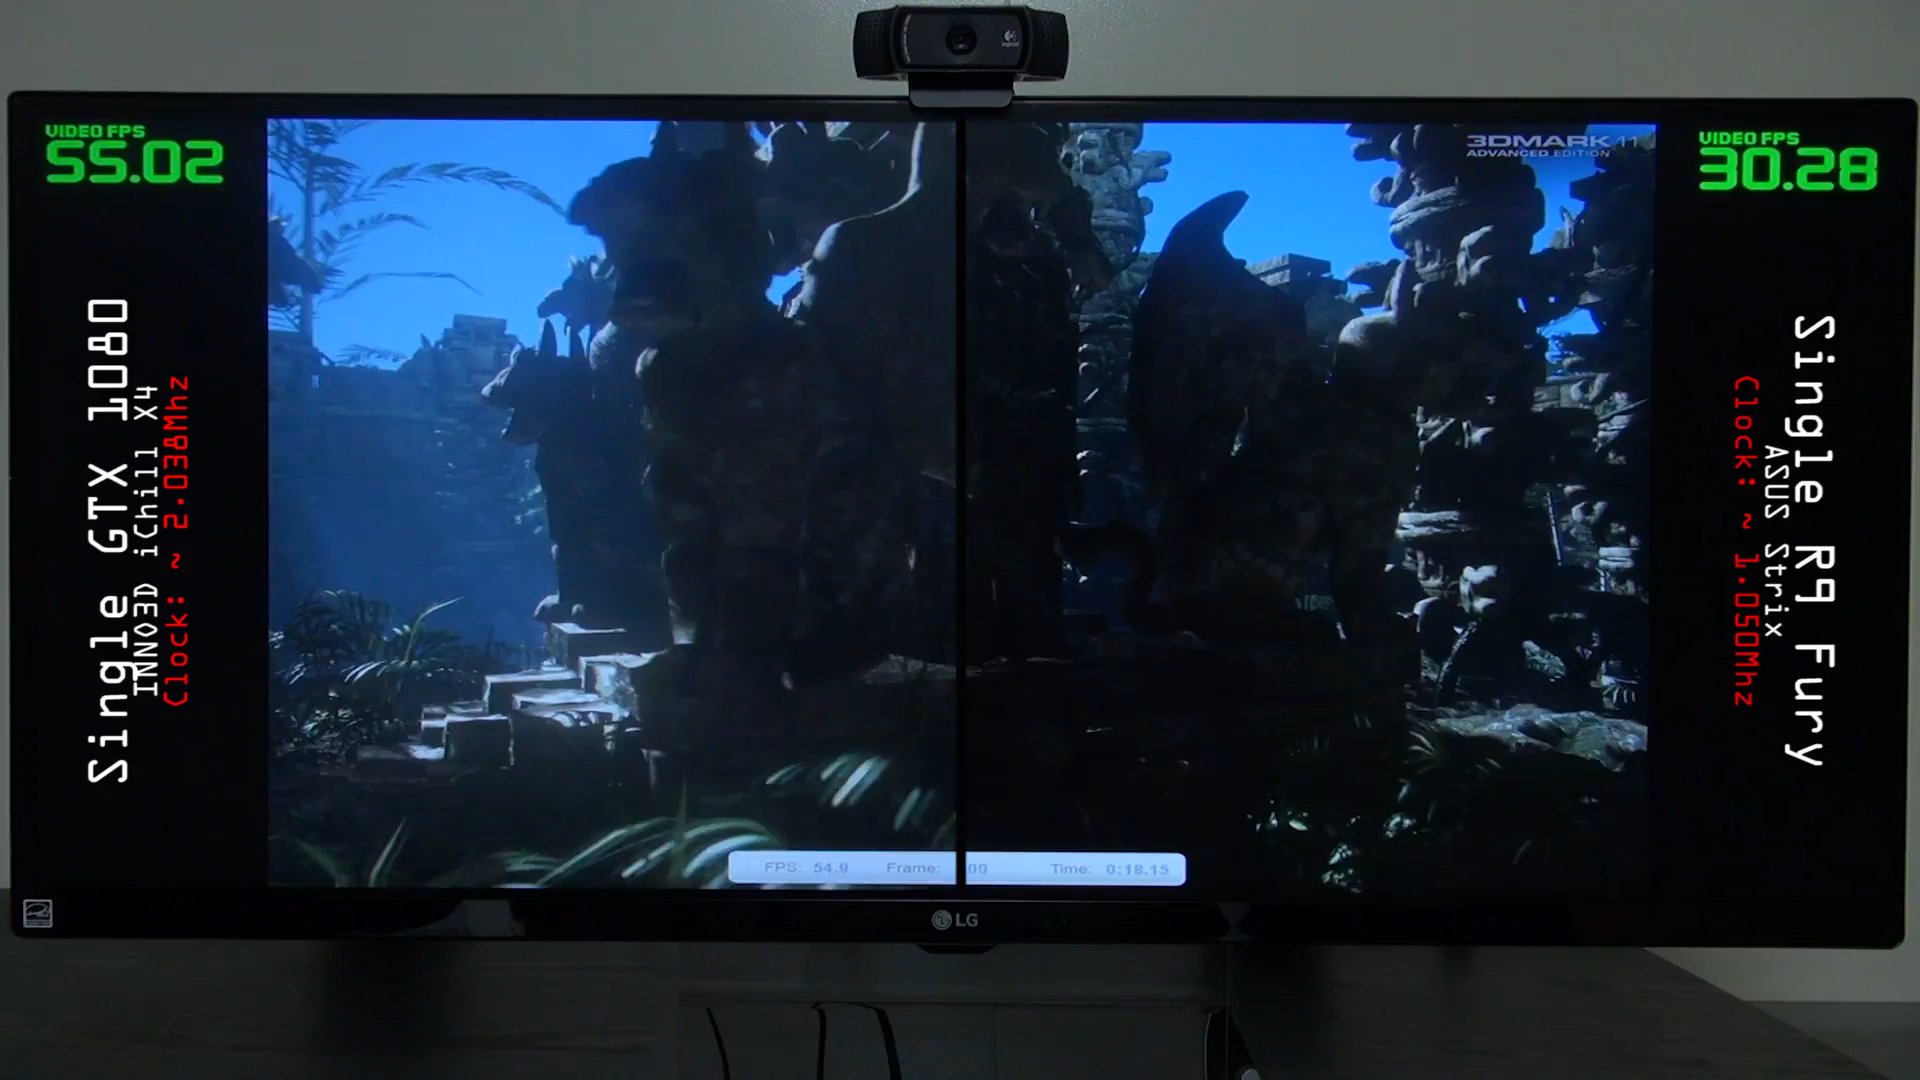 VIDEO FPS
55.02
Single GTX 1080
INNO3D iChill X4
Clock: ~ 2.038Mhz
3DMARK 11
ADVANCED EDITION
VIDEO FPS
30.28
Single R9 Fury
ASUS Strix
Clock: ~ 1.050Mhz
FPS: 54.9 Frame: 00 Time: 0:18.15
LG
logitech